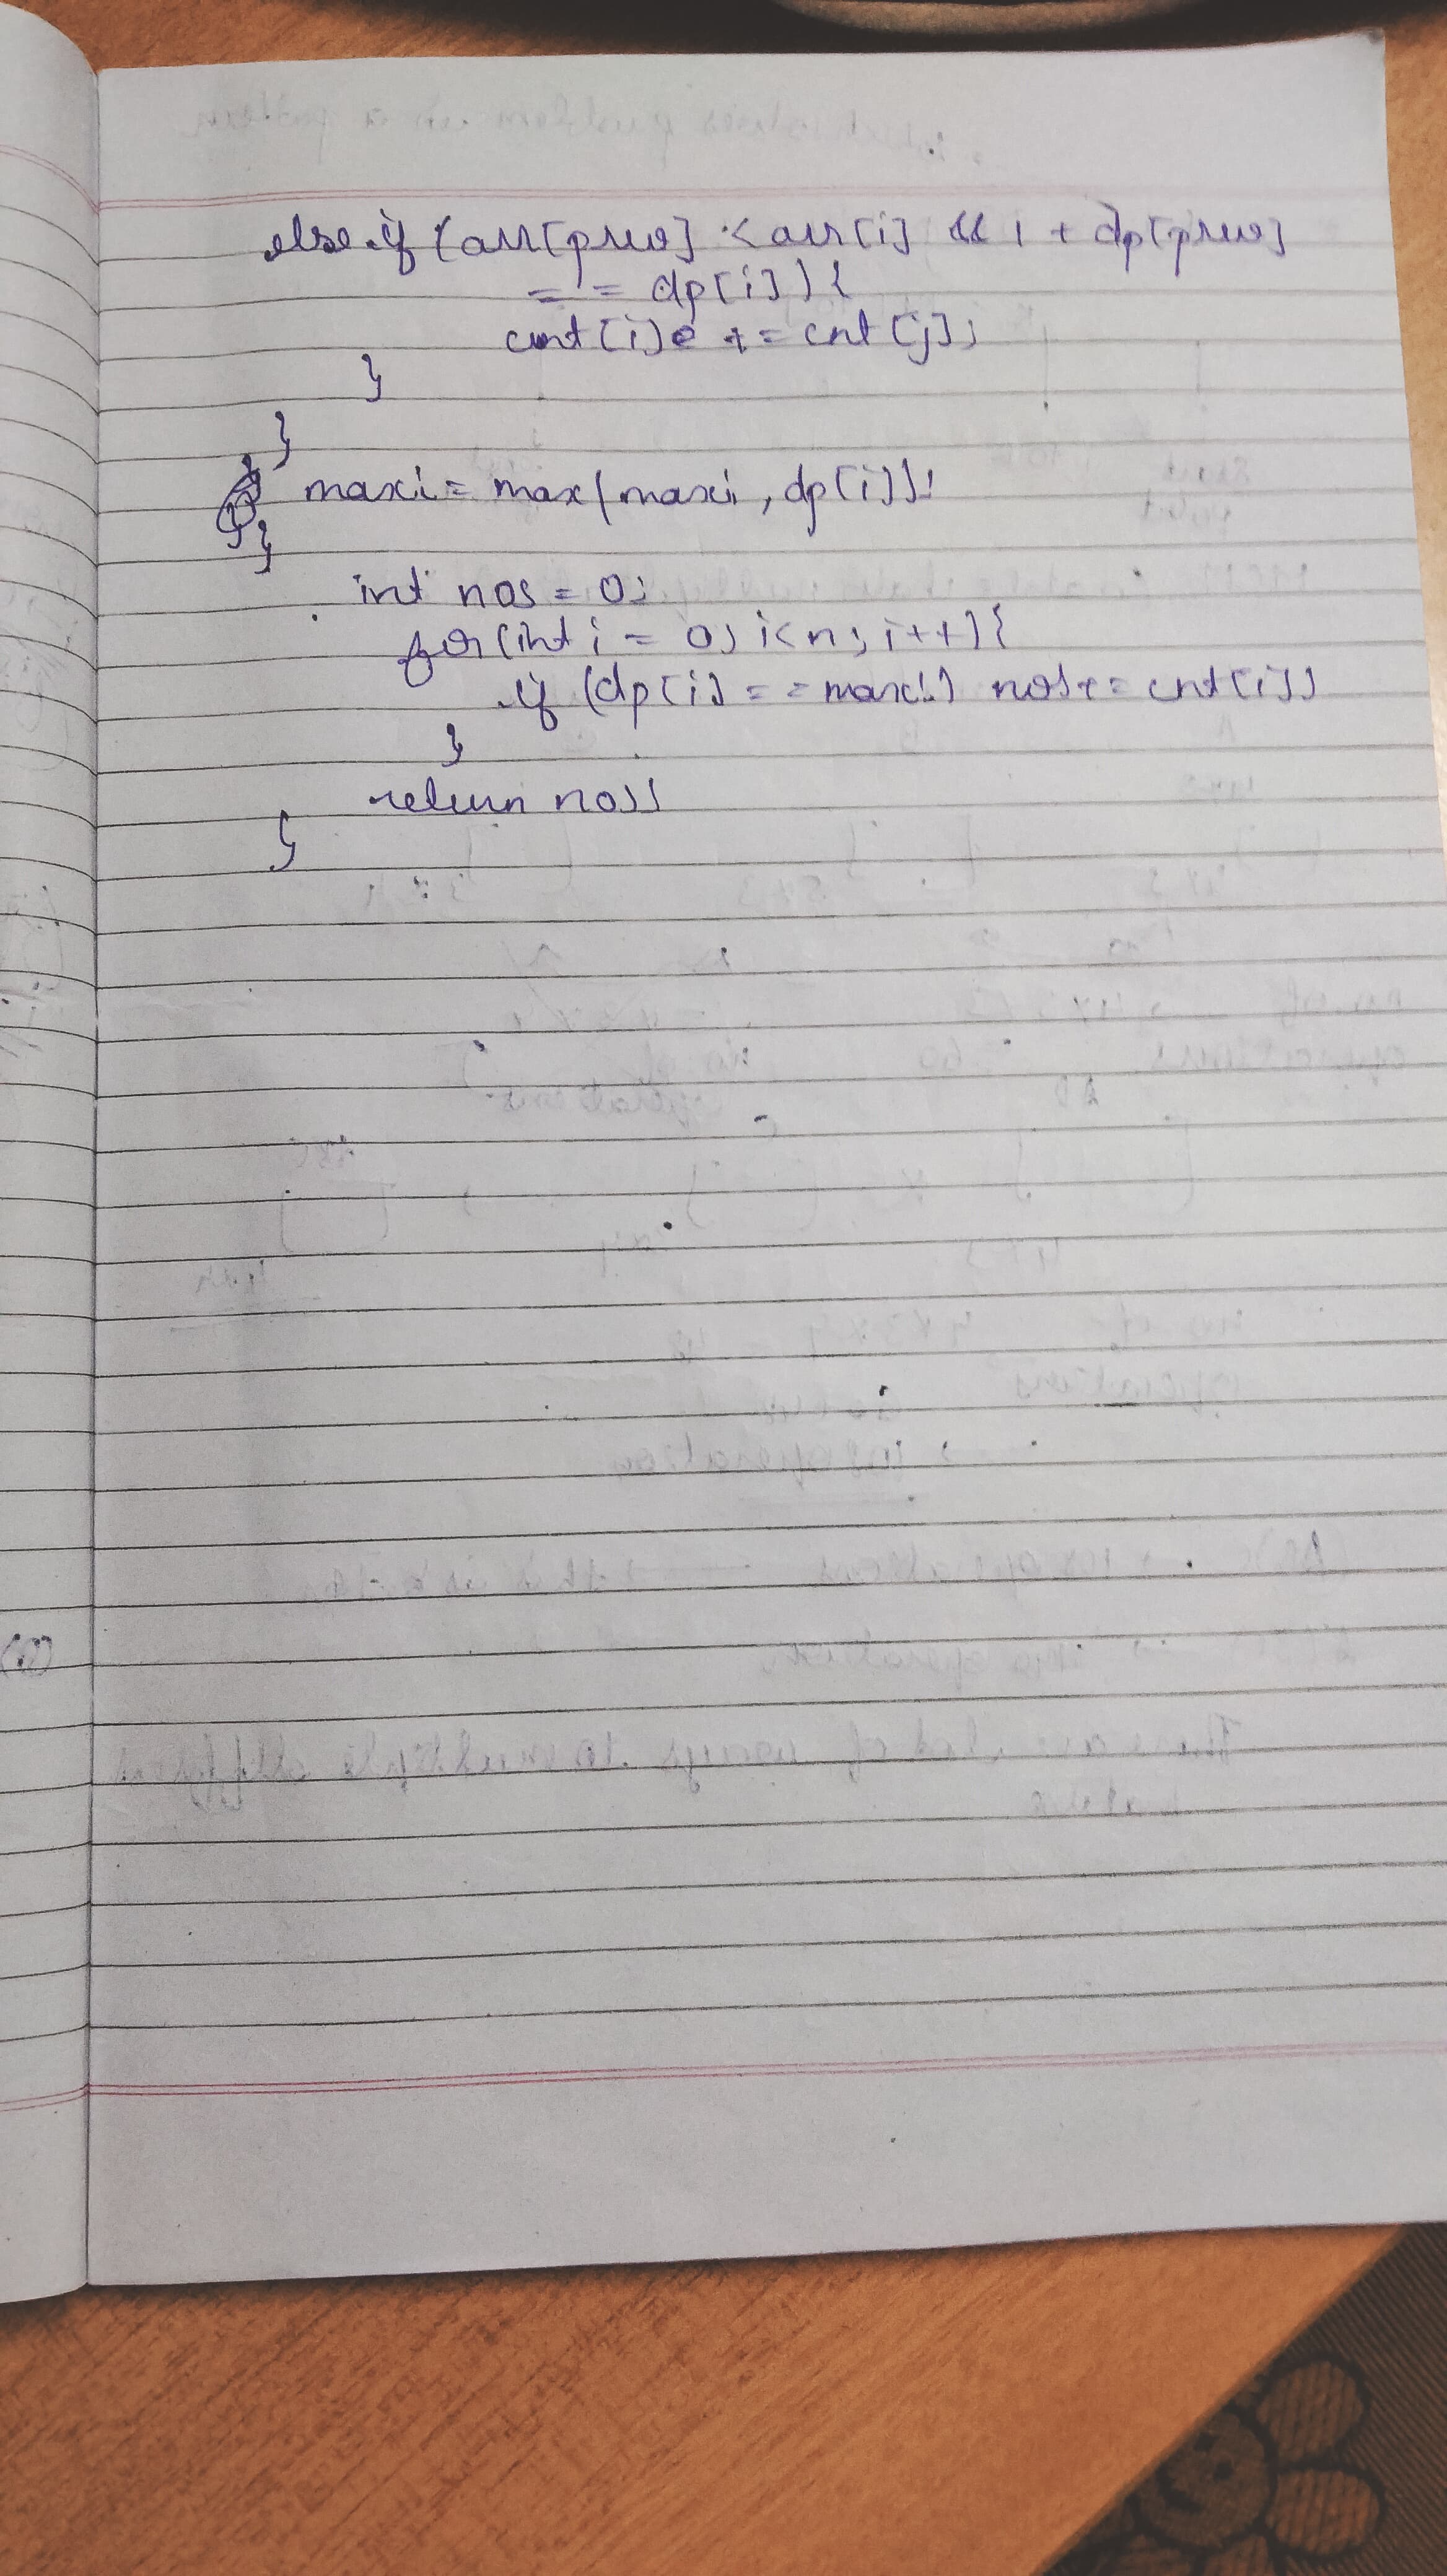 else if (arr[prev] < arr[i] && 1 + dp[prev]
== dp[i]) {
cnt[i] += cnt[j];
}
}
maxi = max(maxi, dp[i]);
}
int nos = 0;
for(int i = 0; i<n; i++){
if (dp[i] == maxi) nos += cnt[i];
}
return nos;
}